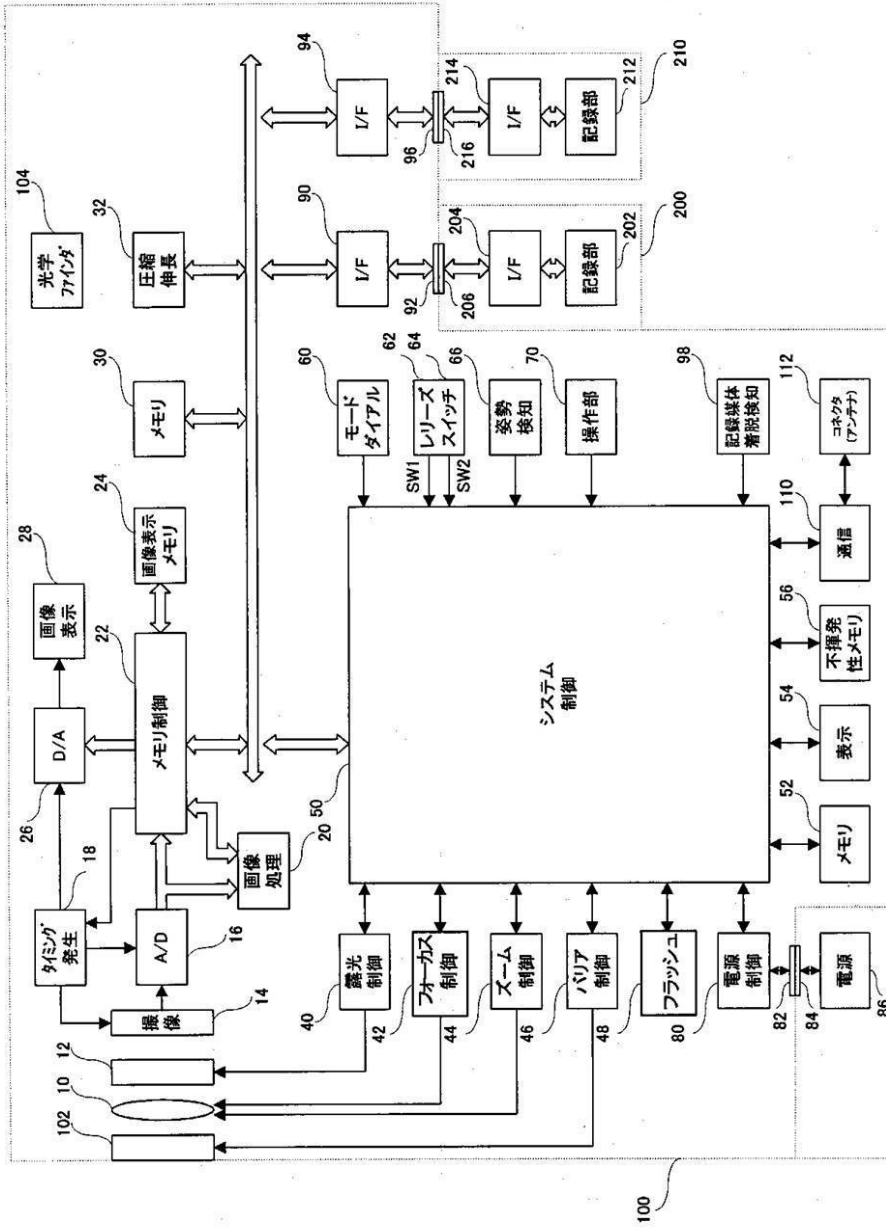 104
光学
ファインダ
28
画像
表示
24
画像表示
メモリ
30
メモリ
32
圧縮
伸長
26
D/A
22
メモリ制御
18
タイミング
発生
16
A/D
20
画像
処理
14
撮像
12
10
102
94
I/F
96
216
214
I/F
212
記録部
210
90
I/F
92
206
204
I/F
202
記録部
200
50
システム
制御
60
モード
ダイアル
62
64
レリーズ
スイッチ
SW1
SW2
66
姿勢
検知
70
操作部
98
記録媒体
着脱検知
112
コネクタ
(アンテナ)
110
通信
56
不揮発
性メモリ
54
表示
52
メモリ
40
露光
制御
42
フォーカス
制御
44
ズーム
制御
46
バリア
制御
48
フラッシュ
80
電源
制御
82
84
電源
86
100